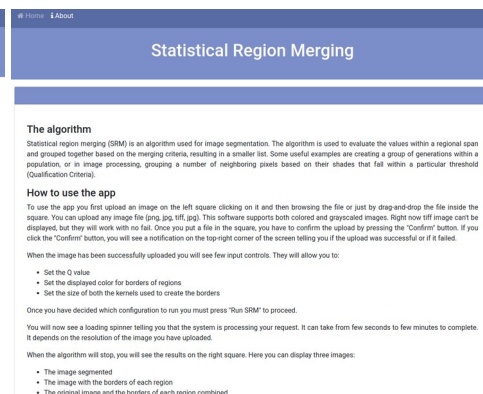 Home About
Statistical Region Merging
The algorithm
Statistical region merging (SRM) is an algorithm used for image segmentation. The algorithm is used to evaluate the values within a regional span
and grouped together based on the merging criteria, resulting in a smaller list. Some useful examples are creating a group of generations within a
population, or in image processing, grouping a number of neighboring pixels based on their shades that fall within a particular threshold
(Qualification Criteria).
How to use the app
To use the app you first upload an image on the left square clicking on it and then browsing the file or just by drag-and-drop the file inside the
square. You can upload any image file (png, jpg, tiff, jpg). This software supports both colored and grayscaled images. Right now tiff image can't be
displayed, but they will work with no fail. Once you put a file in the square, you have to confirm the upload by pressing the "Confirm" button. If you
click the "Confirm" button, you will see a notification on the top-right corner of the screen telling you if the upload was successful or if it failed.
When the image has been successfully uploaded you will see few input controls. They will allow you to:
• Set the Q value
• Set the displayed color for borders of regions
• Set the size of both the kernels used to create the borders
Once you have decided which configuration to run you must press "Run SRM" to proceed.
You will now see a loading spinner telling you that the system is processing your request. It can take from few seconds to few minutes to complete.
It depends on the resolution of the image you have uploaded.
When the algorithm will stop, you will see the results on the right square. Here you can display three images:
• The image segmented
• The image with the borders of each region
• The original image and the borders of each region combined